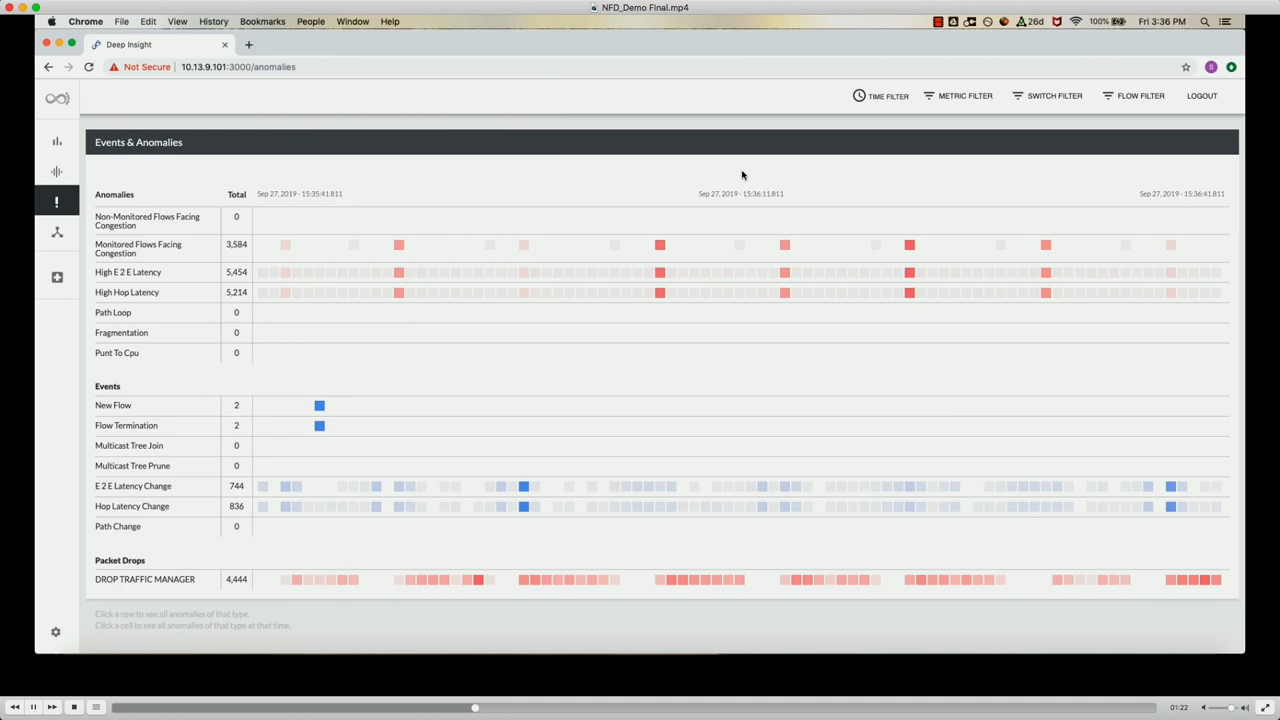 NFD_Demo FInal.mp4
Chrome File Edit View History Bookmarks People Window Help 26d 100% Fri 3:36 PM
Deep Insight
Not Secure 10.13.9.101:3000/anomalies S
TIME FILTER METRIC FILTER SWITCH FILTER FLOW FILTER LOGOUT
Events & Anomalies
Anomalies Total Sep 27, 2019 - 15:35:41.811 Sep 27, 2019 - 15:36:11.811 Sep 27, 2019 - 15:36:41.811
Non-Monitored Flows Facing 0
Congestion
Monitored Flows Facing 3,584
Congestion
High E 2 E Latency 5,454
High Hop Latency 5,214
Path Loop 0
Fragmentation 0
Punt To Cpu 0
Events
New Flow 2
Flow Termination 2
Multicast Tree Join 0
Multicast Tree Prune 0
E 2 E Latency Change 744
Hop Latency Change 836
Path Change 0
Packet Drops
DROP TRAFFIC MANAGER 4,444
Click a row to see all anomalies of that type.
Click a cell to see all anomalies of that type at that time.
01:22